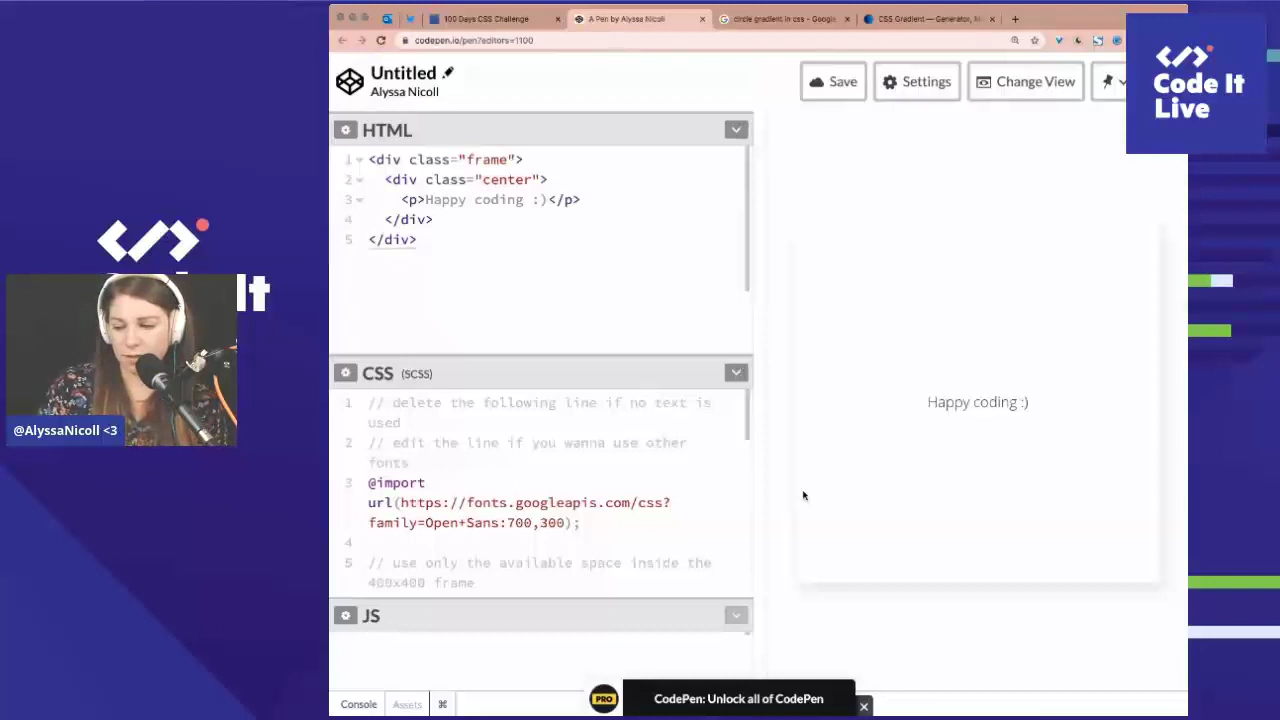 100 Days CSS Challenge
A Pen by Alyssa Nicoll
circle gradient in css - Google
CSS Gradient — Generator,
codepen.io/pen?editors=1100
Code It
Live
Untitled
Alyssa Nicoll
Save
Settings
Change View
HTML
1 <div class="frame">
2 <div class="center">
3 <p>Happy coding :)</p>
4 </div>
5 </div>
It
@AlyssaNicoll <3
CSS (SCSS)
1 // delete the following line if no text is
used
2 // edit the line if you wanna use other
fonts
3 @import
url(https://fonts.googleapis.com/css?
family=Open+Sans:700,300);
4
5 // use only the available space inside the
400x400 frame
Happy coding :)
JS
Console
Assets
⌘
PRO
CodePen: Unlock all of CodePen